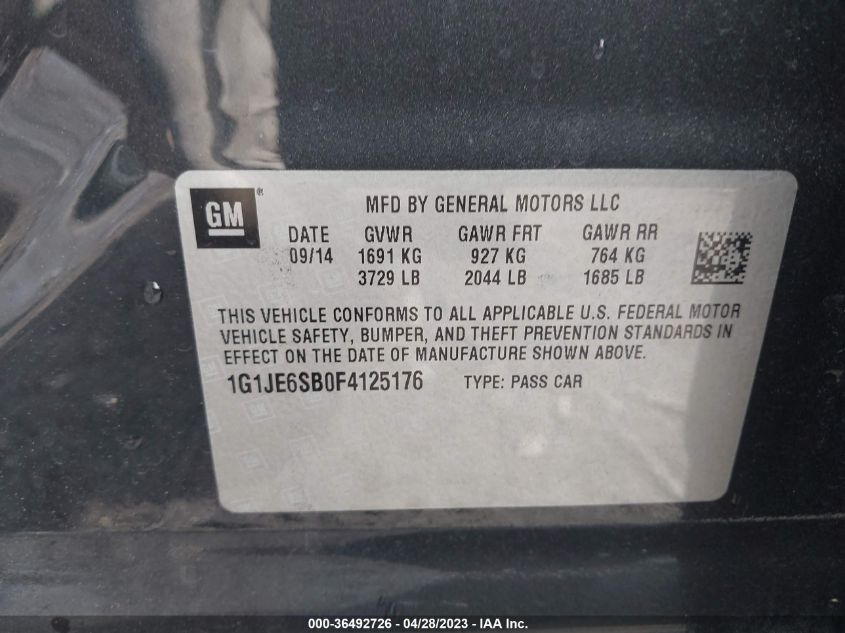 GM®
MFD BY GENERAL MOTORS LLC
DATE GVWR GAWR FRT GAWR RR
09/14 1691 KG 927 KG 764 KG
3729 LB 2044 LB 1685 LB
THIS VEHICLE CONFORMS TO ALL APPLICABLE U.S. FEDERAL MOTOR
VEHICLE SAFETY, BUMPER, AND THEFT PREVENTION STANDARDS IN
EFFECT ON THE DATE OF MANUFACTURE SHOWN ABOVE.
1G1JE6SB0F4125176 TYPE: PASS CAR
000-36492726 - 04/28/2023 - IAA Inc.